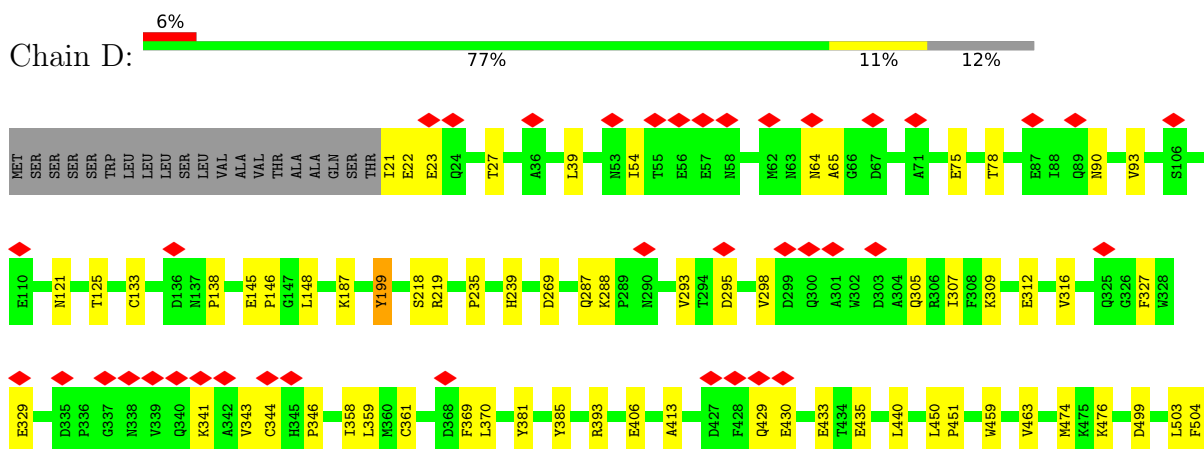 6%
Chain D:
77% 11% 12%
MET SER SER SER SER TRP LEU LEU LEU LEU SER LEU VAL ALA VAL THR ALA ALA GLN SER THR I21 E22 E23 Q24 T27 A36 L39 N53 I54 T55 E56 E57 N58 M62 N63 N64 A65 G66 D67 A71 E75 T78 E87 I88 Q89 N90 V93 S106
E110 N121 T125 C133 D136 N137 P138 E145 P146 G147 L148 K187 Y199 S218 R219 P235 H239 D269 Q287 K288 P289 N290 V293 T294 D295 V298 D299 Q300 A301 W302 D303 A304 Q305 R306 I307 F308 K309 E312 V316 Q325 G326 F327 W328
E329 D335 P336 G337 N338 V339 Q340 K341 A342 V343 C344 H345 P346 I358 L359 M360 C361 D368 F369 L370 Y381 Y385 R393 E406 A413 D427 F428 Q429 E430 E433 T434 E435 L440 L450 P451 W459 V463 M474 K475 K476 D499 L503 F504